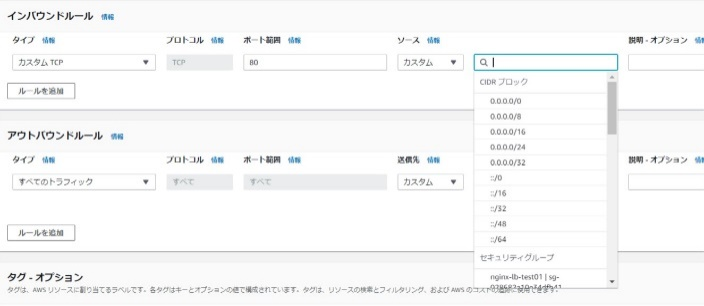 インバウンドルール 情報
タイプ 情報 プロトコル 情報 ポート範囲 情報 ソース 情報 説明 - オプション 情報
カスタム TCP TCP 80 カスタム
CIDR ブロック
ルールを追加
0.0.0.0/0
0.0.0.0/8
0.0.0.0/16
0.0.0.0/24
0.0.0.0/32
::/0
::/16
::/32
::/48
::/64
アウトバウンドルール 情報
タイプ 情報 プロトコル 情報 ポート範囲 情報 送信先 情報 説明 - オプション 情報
すべてのトラフィック すべて すべて カスタム
ルールを追加
セキュリティグループ
nginx-lb-test01 | sg-
タグ - オプション
タグは、AWS リソースに割り当てるラベルです。各タグはキーとオプションの値で構成されています。タグは、リソースの検索とフィルタリング、および AWS のコストの追跡に使用できます。